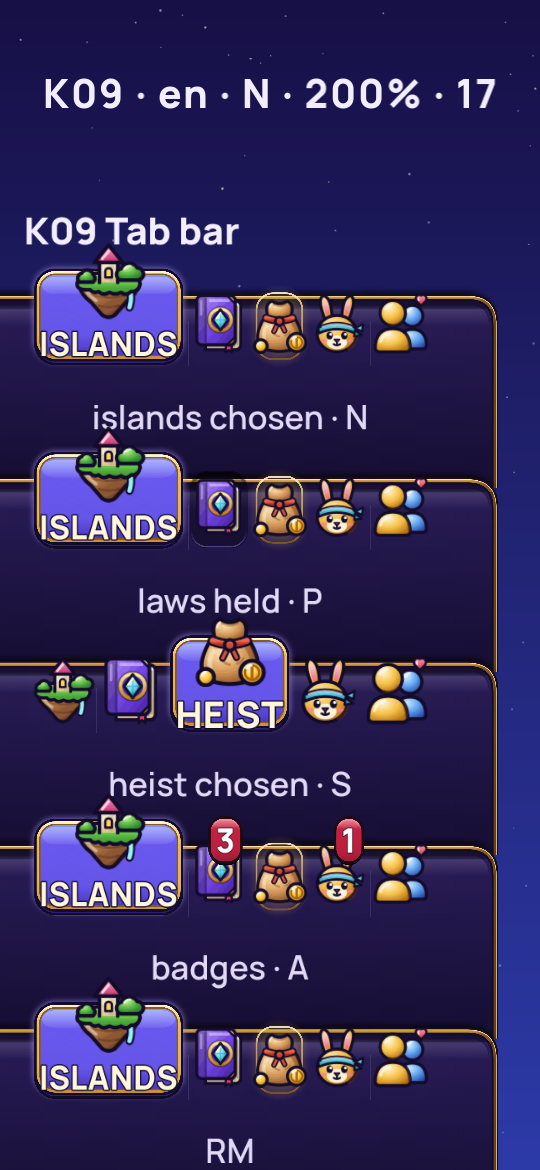 K09 · en · N · 200% · 17
K09 Tab bar
ISLANDS
islands chosen · N
ISLANDS
laws held · P
HEIST
heist chosen · S
3
1
ISLANDS
badges · A
ISLANDS
RM